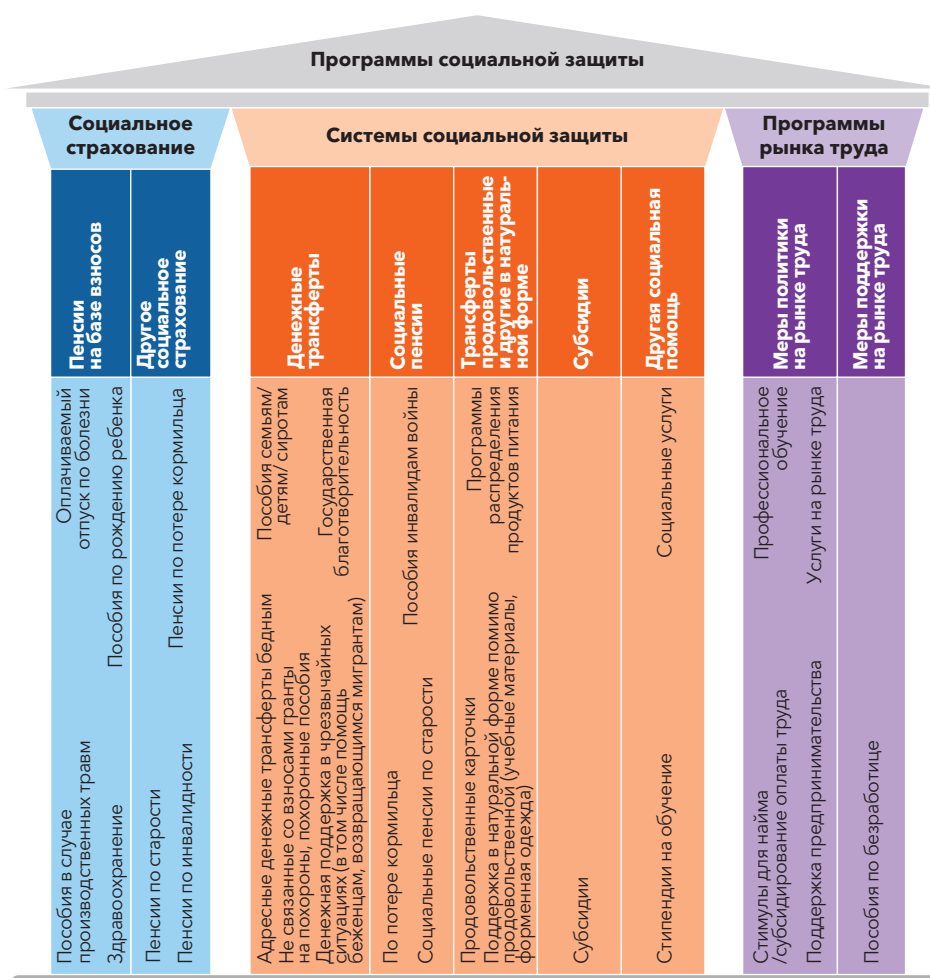 Программы социальной защиты
Социальное
страхование
Системы социальной защиты
Программы
рынка труда
Пенсии
на базе взносов
Другое
социальное
страхование
Денежные
трансферты
Социальные
пенсии
Трансферты
продовольственные
и другие в натураль-
ной форме
Субсидии
Другая социальная
помощь
Меры политики
на рынке труда
Меры поддержки
на рынке труда
Оплачиваемый
отпуск по болезни
Пособия по рождению ребенка
Пенсии по потере кормильца
Пособия семьям/
детям/ сиротам
Государственная
благотворительность
Пособия инвалидам войны
Программы
распределения
продуктов питания
Социальные услуги
Профессиональное
обучение
Услуги на рынке труда
Пособия в случае
производственных травм
Здравоохранение
Пенсии по старости
Пенсии по инвалидности
Адресные денежные трансферты бедным
Не связанные со взносами гранты
на похороны, похоронные пособия
Денежная поддержка в чрезвычайных
ситуациях (в том числе помощь
беженцам, возвращающимся мигрантам)
По потере кормильца
Социальные пенсии по старости
Продовольственные карточки
Поддержка в натуральной форме помимо
продовольственной (учебные материалы,
форменная одежда)
Субсидии
Стипендии на обучение
Стимулы для найма
/субсидирование оплаты труда
Поддержка предпринимательства
Пособия по безработице